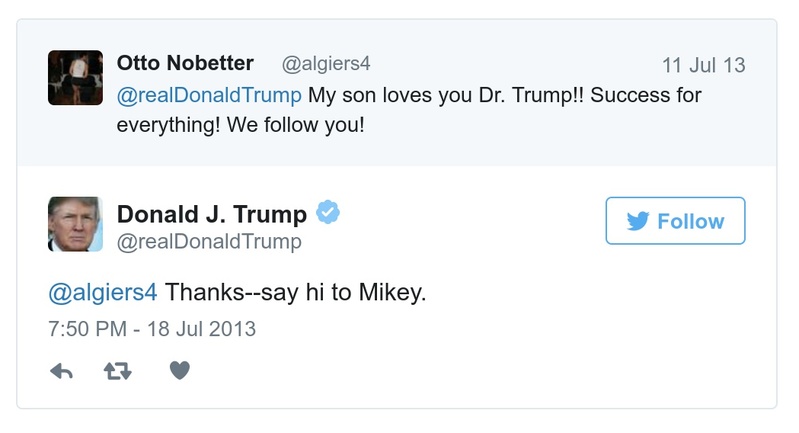 Otto Nobetter @algiers4 11 Jul 13
@realDonaldTrump My son loves you Dr. Trump!! Success for
everything! We follow you!
Donald J. Trump
Follow
@realDonaldTrump
@algiers4 Thanks--say hi to Mikey.
7:50 PM - 18 Jul 2013